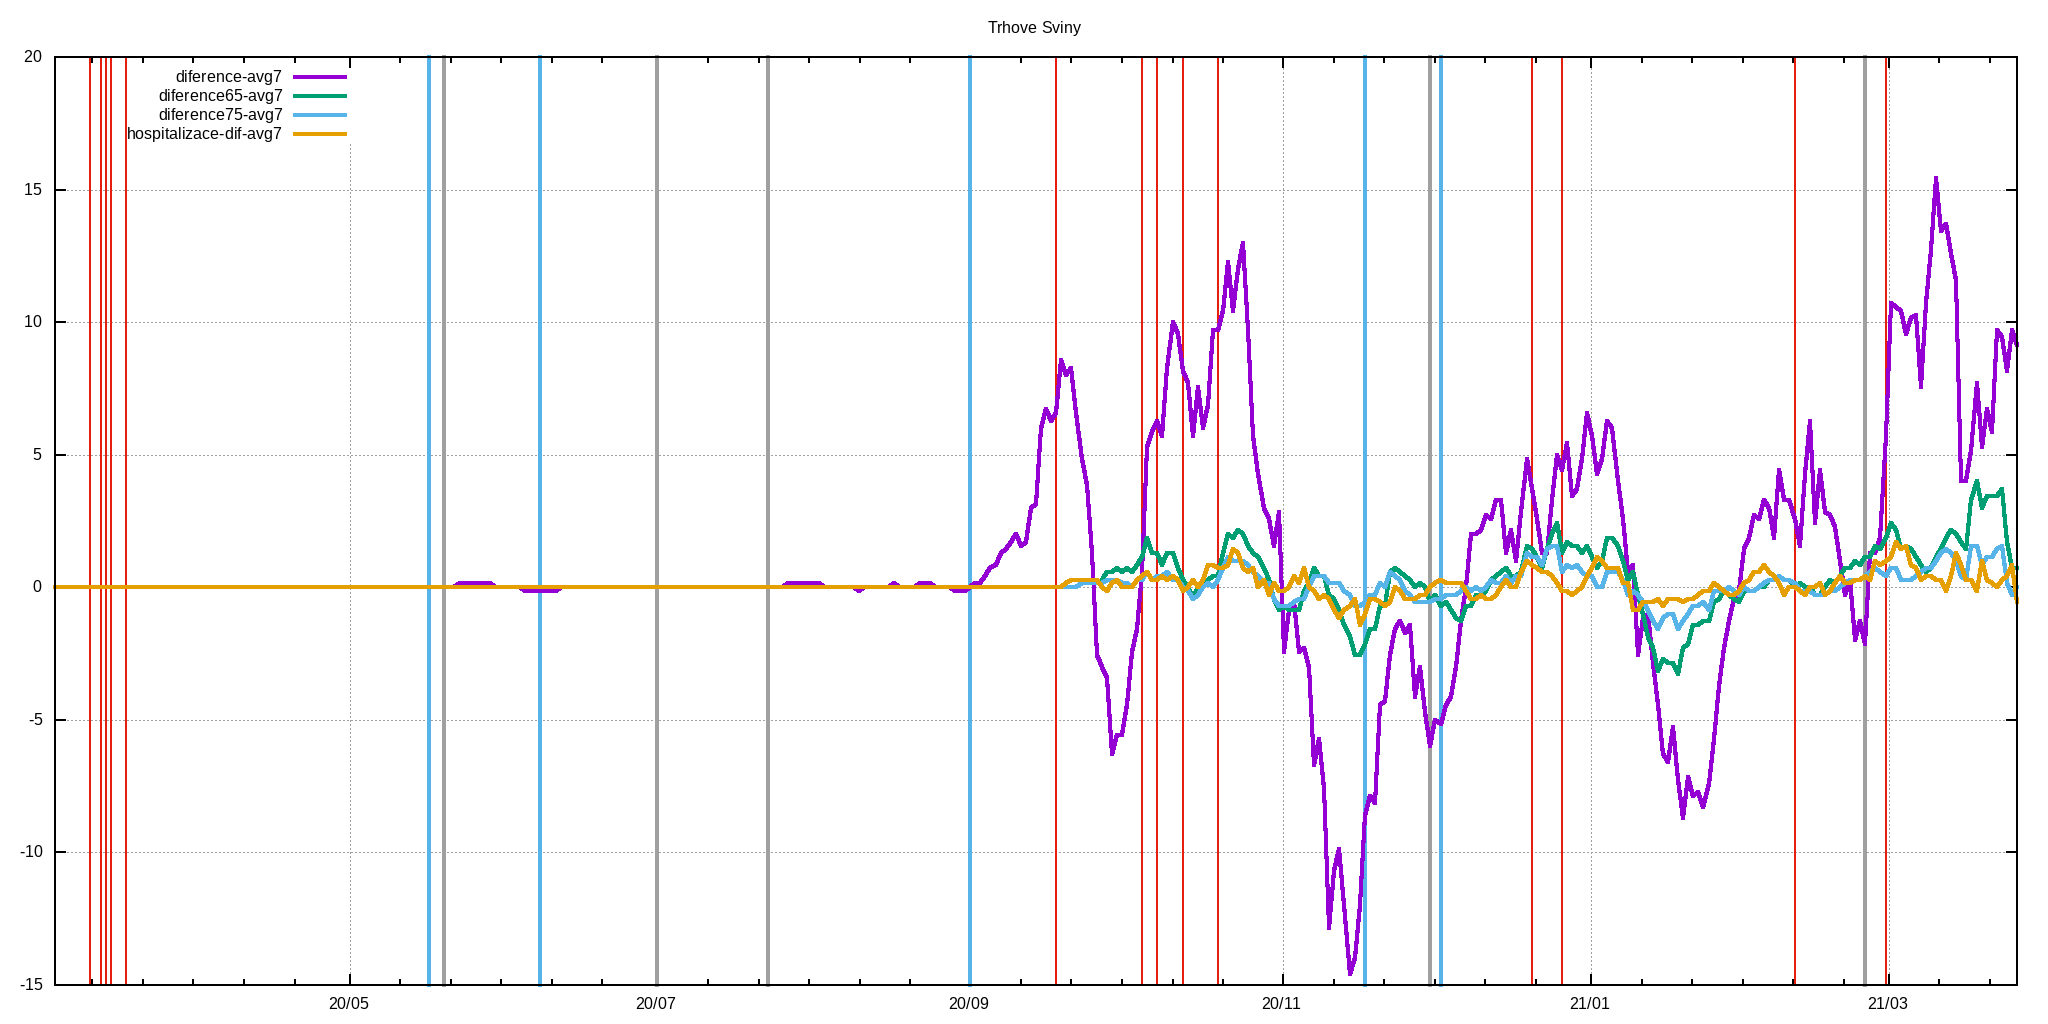 Trhove Sviny
20
15
10
5
0
-5
-10
-15
diference-avg7
diference65-avg7
diference75-avg7
hospitalizace-dif-avg7
20/05
20/07
20/09
20/11
21/01
21/03